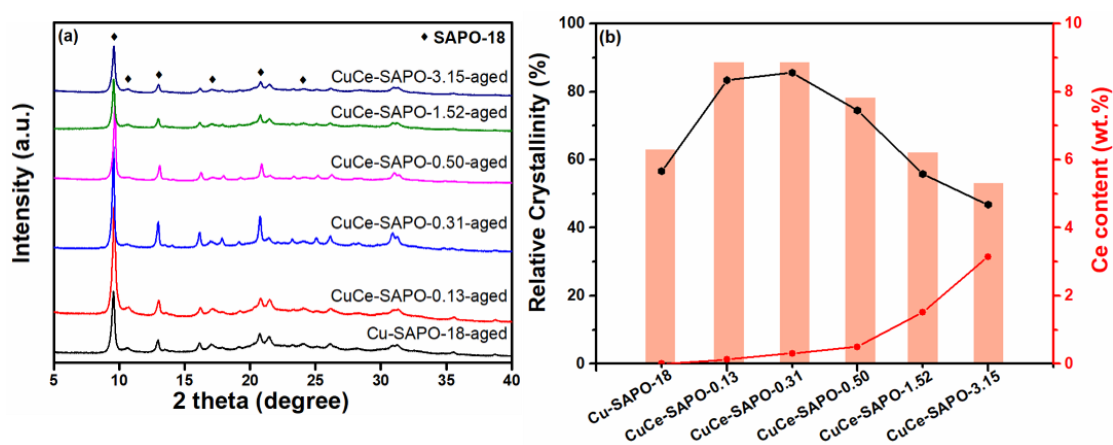 (a)
♦ SAPO-18
CuCe-SAPO-3.15-aged
CuCe-SAPO-1.52-aged
CuCe-SAPO-0.50-aged
CuCe-SAPO-0.31-aged
CuCe-SAPO-0.13-aged
Cu-SAPO-18-aged
Intensity (a.u.)
5 10 15 20 25 30 35 40
2 theta (degree)
(b)
Relative Crystallinity (%)
100
80
60
40
20
0
Ce content (wt.%)
10
8
6
4
2
0
Cu-SAPO-18
CuCe-SAPO-0.13
CuCe-SAPO-0.31
CuCe-SAPO-0.50
CuCe-SAPO-1.52
CuCe-SAPO-3.15